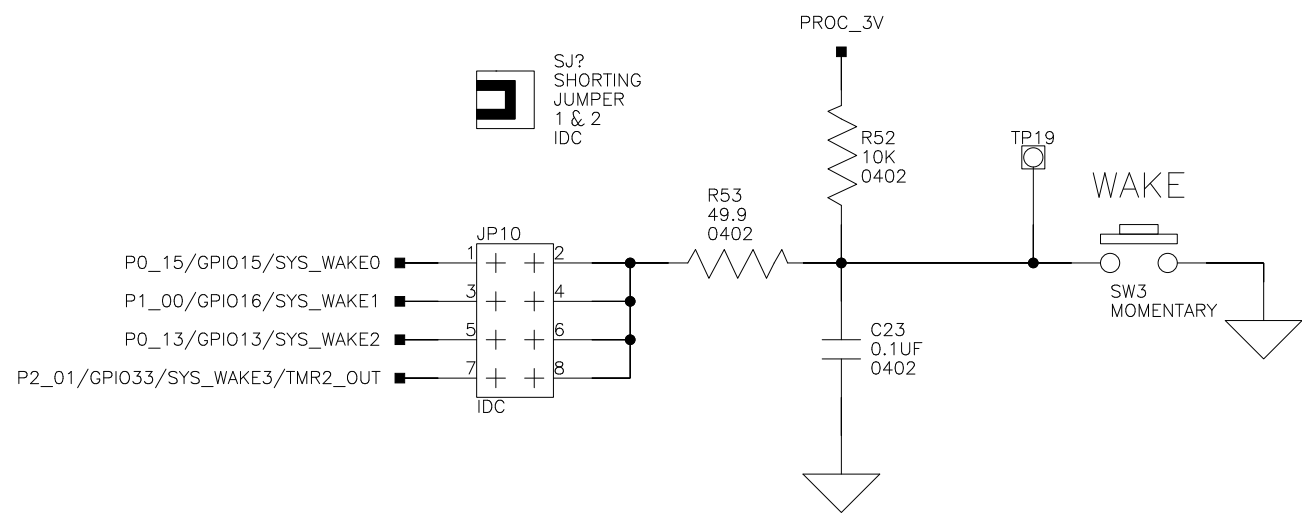 PROC_3V
SJ?
SHORTING
JUMPER
1 & 2
IDC
R52
10K
0402
TP19
WAKE
R53
49.9
0402
JP10
P0_15/GPIO15/SYS_WAKE0 1 2
P1_00/GPIO16/SYS_WAKE1 3 4
P0_13/GPIO13/SYS_WAKE2 5 6
P2_01/GPIO33/SYS_WAKE3/TMR2_OUT 7 8
IDC
SW3
MOMENTARY
C23
0.1UF
0402